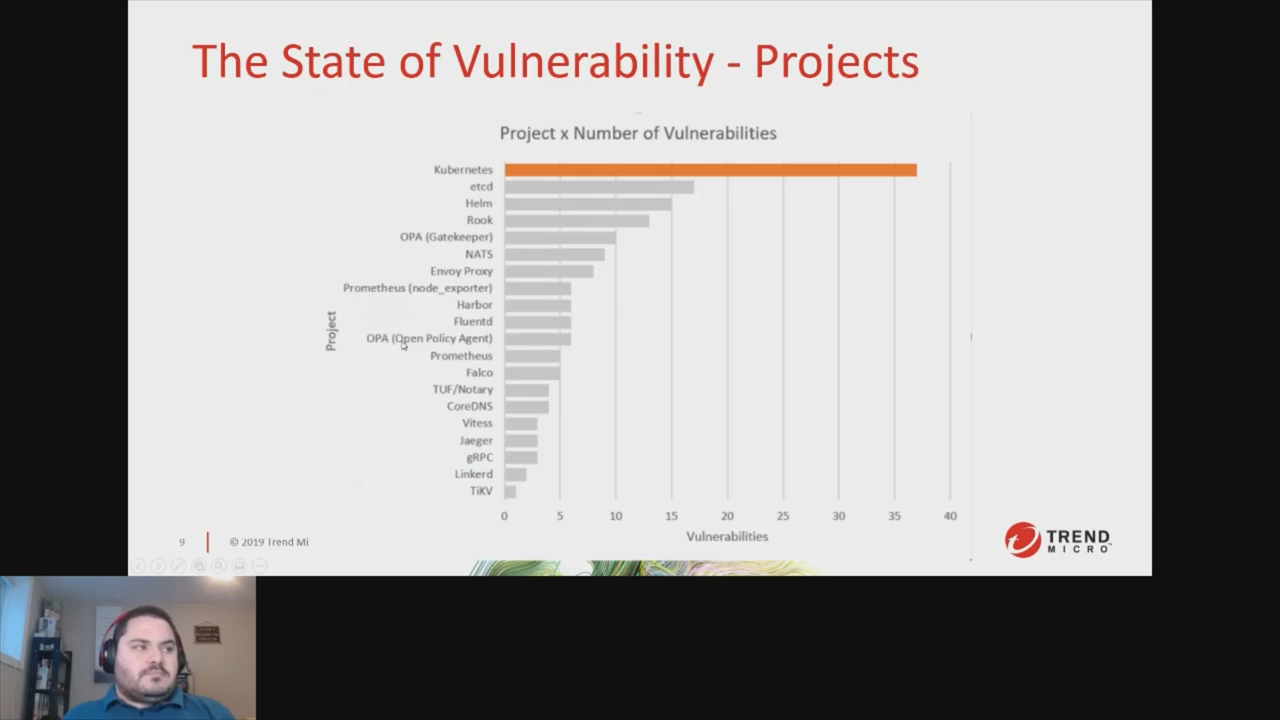 The State of Vulnerability - Projects
Project x Number of Vulnerabilities
Project
Kubernetes
etcd
Helm
Rook
OPA (Gatekeeper)
NATS
Envoy Proxy
Prometheus (node_exporter)
Harbor
Fluentd
OPA (Open Policy Agent)
Prometheus
Falco
TUF/Notary
CoreDNS
Vitess
Jaeger
gRPC
Linkerd
TiKV
0 5 10 15 20 25 30 35 40
Vulnerabilities
9 © 2019 Trend Mi
TREND
MICRO